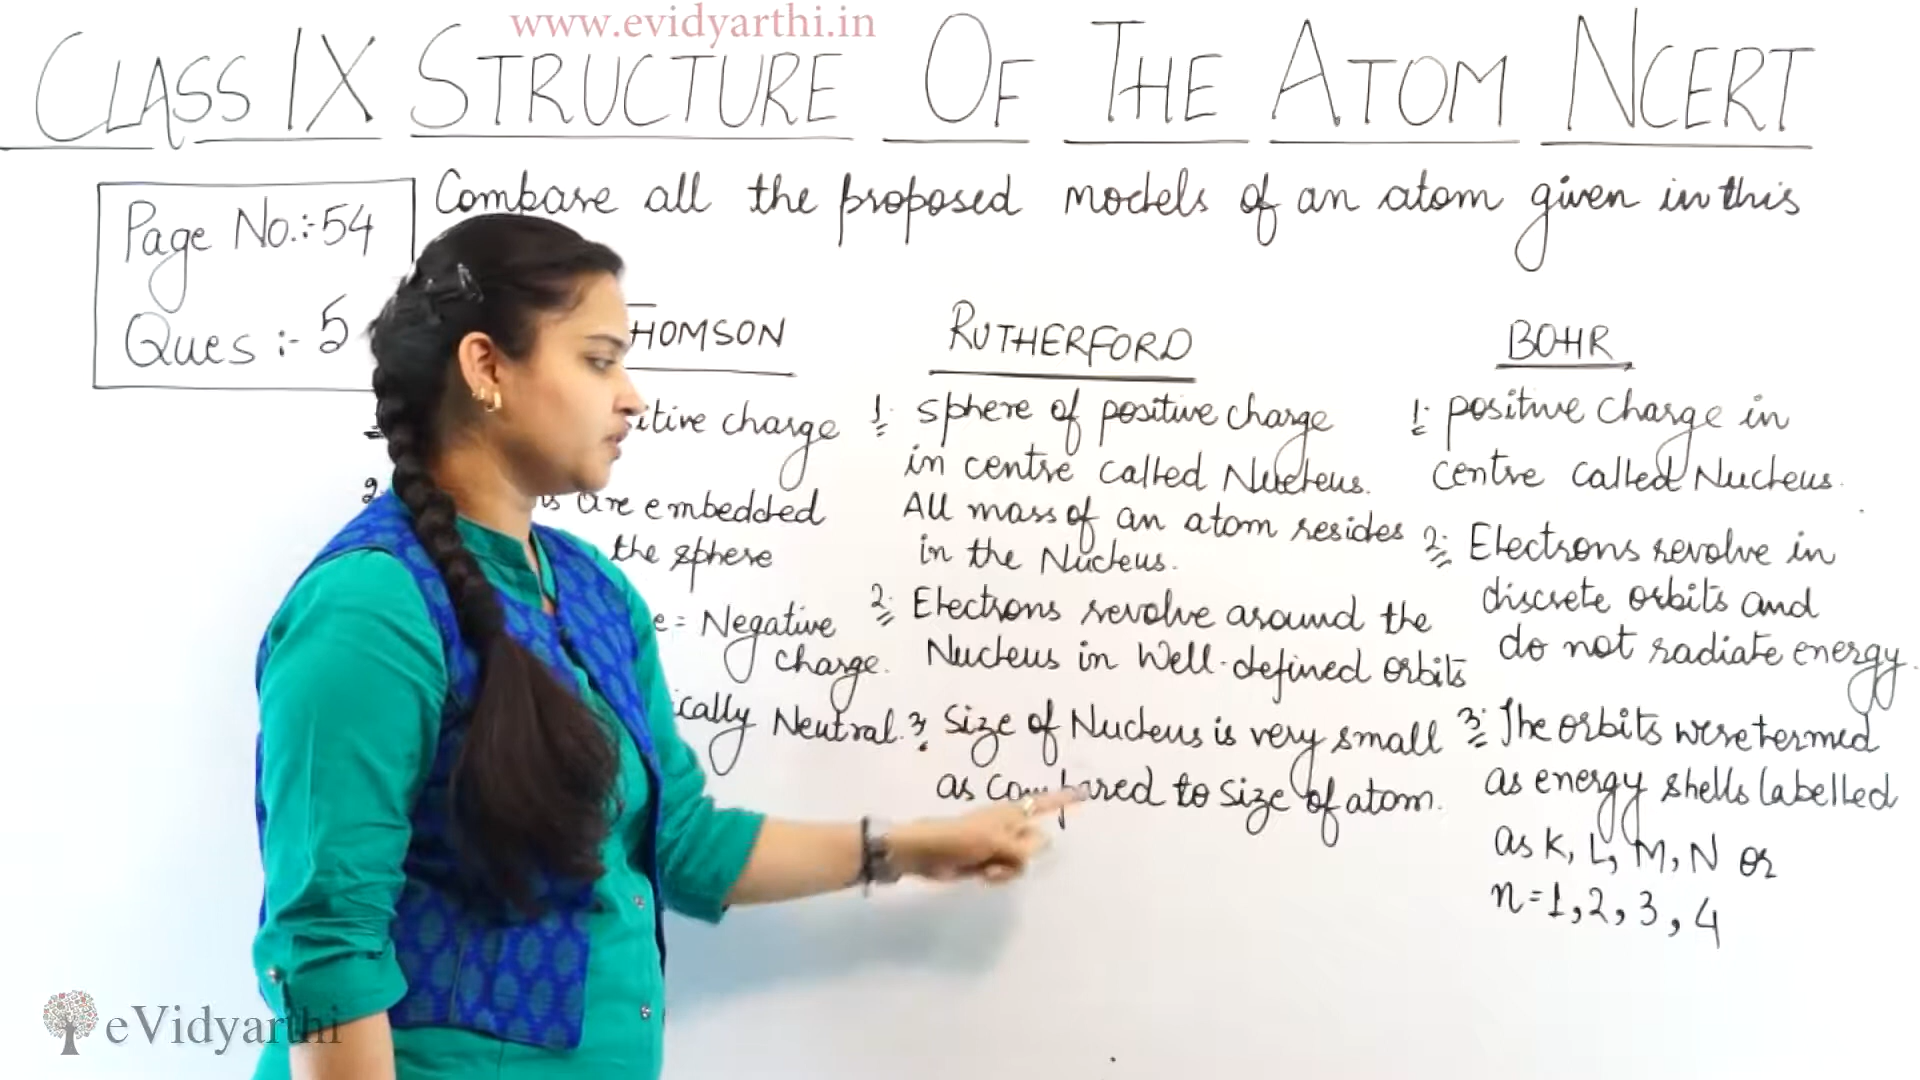 www.evidyarthi.in
CLASS IX STRUCTURE OF THE ATOM NCERT
Page No.:-54
Ques :- 5
Compare all the proposed models of an atom given in this
THOMSON
charge
are embedded
the sphere
e = Negative
charge.
Neutral.
RUTHERFORD
1. Sphere of positive charge
in centre called Nucleus.
All mass of an atom resides
in the Nucleus.
2. Electrons revolve around the
Nucleus in Well-defined orbits
3. Size of Nucleus is very small
as compared to size of atom.
BOHR
1. positive charge in
centre called Nucleus.
2. Electrons revolve in
discrete orbits and
do not radiate energy.
3. The orbits were termed
as energy shells labelled
as K, L, M, N or
n=1, 2, 3, 4
eVidyarthi